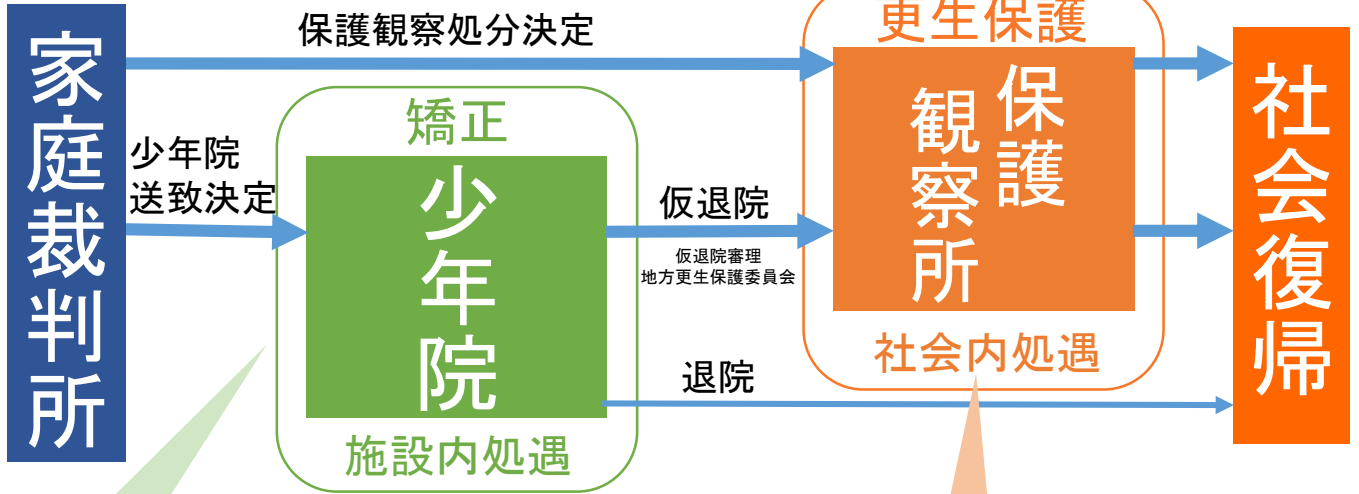 家庭裁判所
保護観察処分決定
少年院
送致決定
矯正
少年院
施設内処遇
仮退院
仮退院審理
地方更生保護委員会
退院
更生保護
保護
観察所
社会内処遇
社会復帰